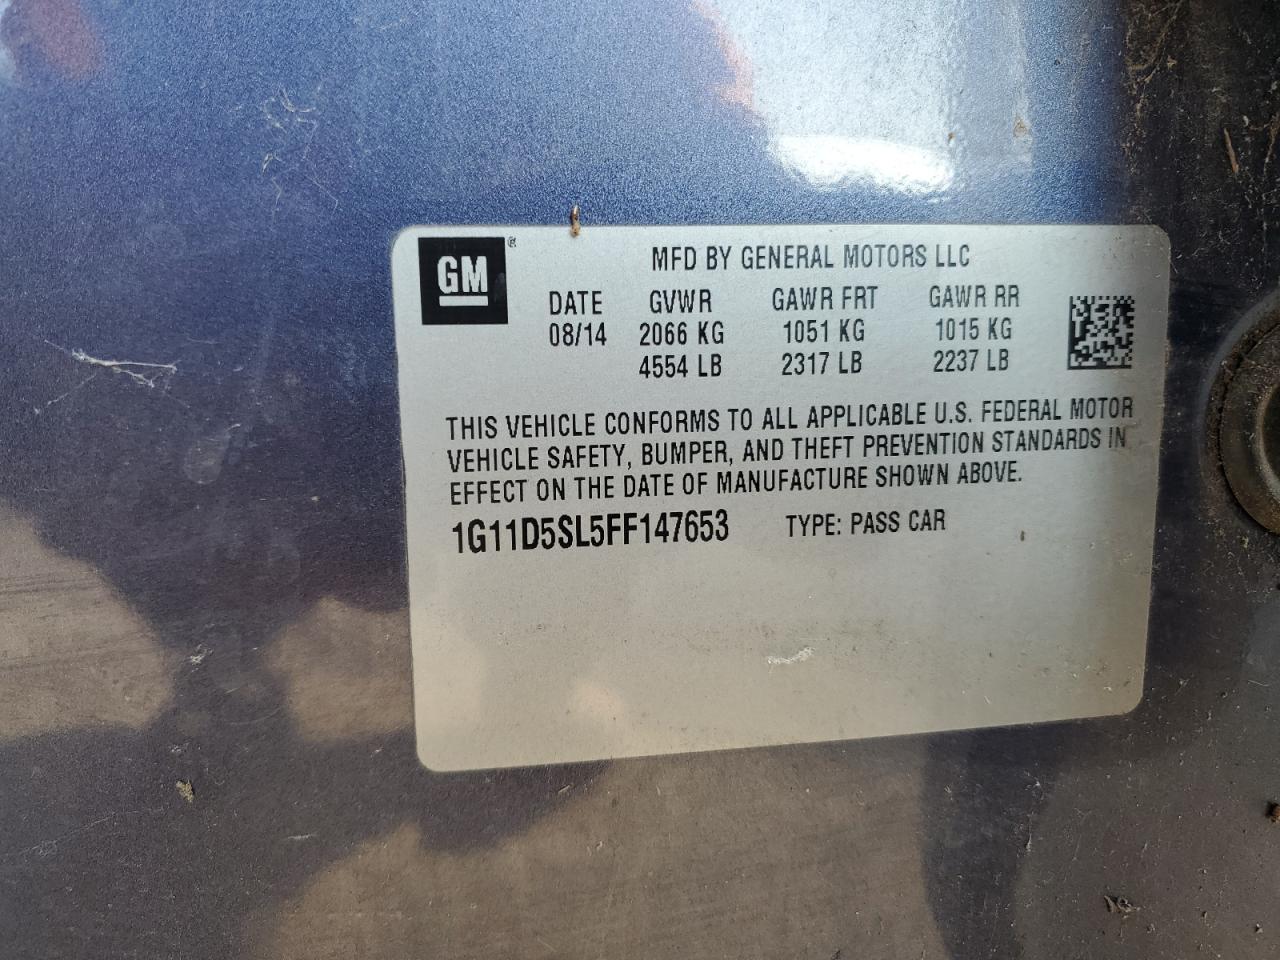 GM ®
MFD BY GENERAL MOTORS LLC
DATE GVWR GAWR FRT GAWR RR
08/14 2066 KG 1051 KG 1015 KG
4554 LB 2317 LB 2237 LB
THIS VEHICLE CONFORMS TO ALL APPLICABLE U.S. FEDERAL MOTOR
VEHICLE SAFETY, BUMPER, AND THEFT PREVENTION STANDARDS IN
EFFECT ON THE DATE OF MANUFACTURE SHOWN ABOVE.
1G11D5SL5FF147653 TYPE: PASS CAR